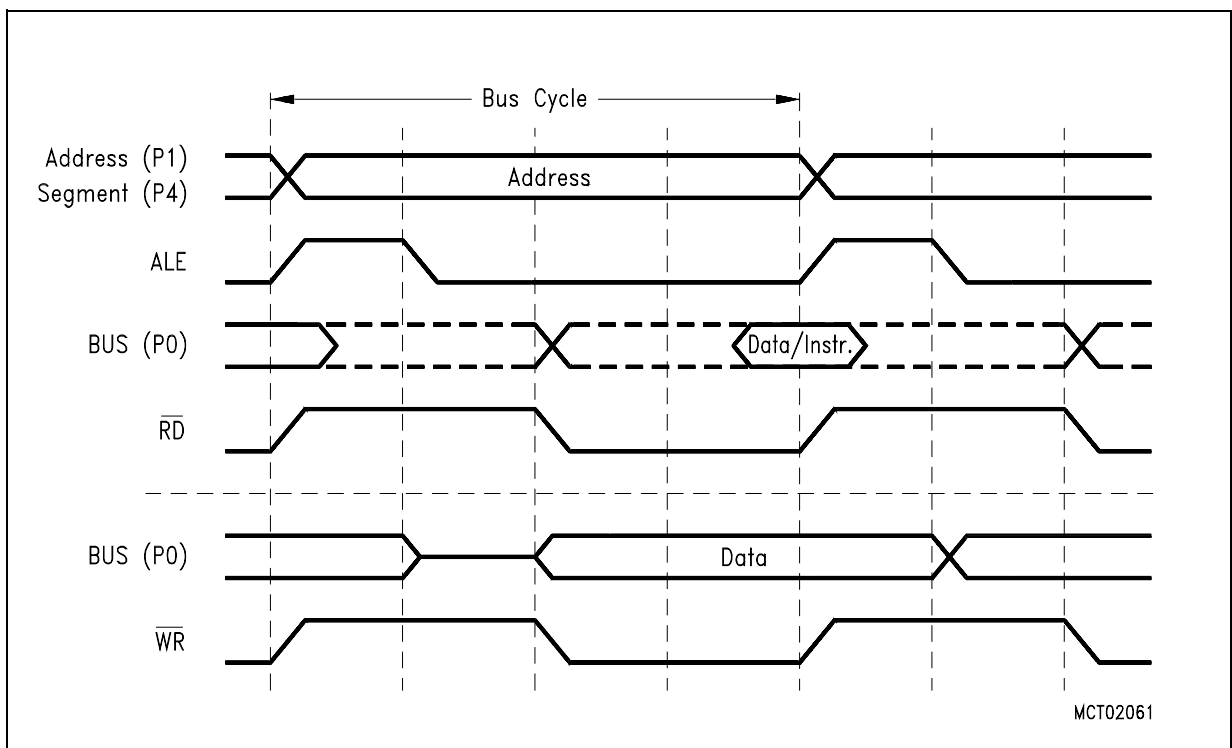 Bus Cycle
Address (P1)
Segment (P4)
Address
ALE
BUS (P0)
Data/Instr.
RD
BUS (P0)
Data
WR
MCT02061